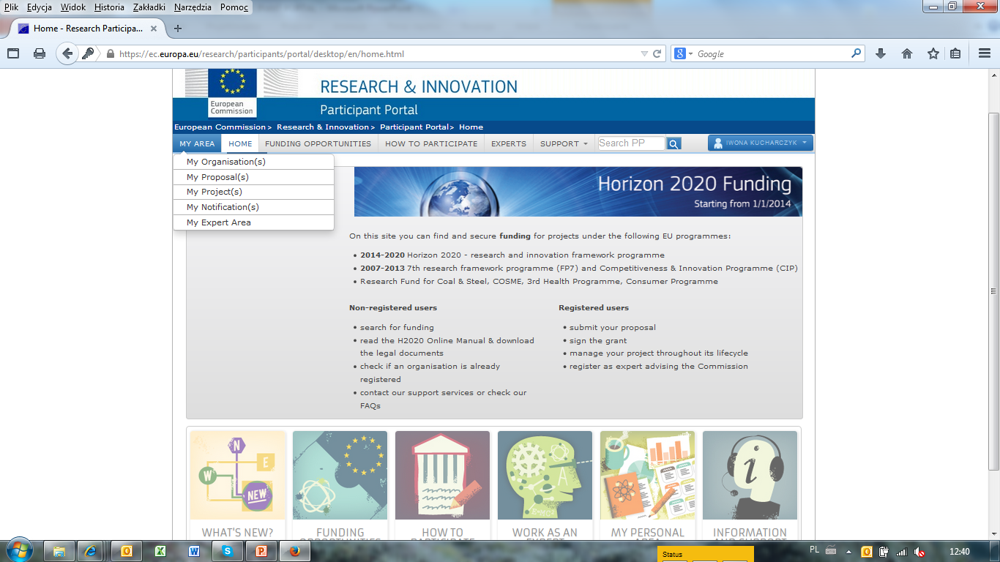 Plik Edycja Widok Historia Zakładki Narzędzia Pomoc
Home - Research Participa...
https://ec.europa.eu/research/participants/portal/desktop/en/home.html
Google
European
Commission
RESEARCH & INNOVATION
Participant Portal
European Commission > Research & Innovation > Participant Portal > Home
MY AREA HOME FUNDING OPPORTUNITIES HOW TO PARTICIPATE EXPERTS SUPPORT Search PP IWONA KUCHARCZYK
My Organisation(s)
My Proposal(s)
My Project(s)
My Notification(s)
My Expert Area
Horizon 2020 Funding
Starting from 1/1/2014
On this site you can find and secure funding for projects under the following EU programmes:
• 2014-2020 Horizon 2020 - research and innovation framework programme
• 2007-2013 7th research framework programme (FP7) and Competitiveness & Innovation Programme (CIP)
• Research Fund for Coal & Steel, COSME, 3rd Health Programme, Consumer Programme
Non-registered users
• search for funding
• read the H2020 Online Manual & download
the legal documents
• check if an organisation is already
registered
• contact our support services or check our
FAQs
Registered users
• submit your proposal
• sign the grant
• manage your project throughout its lifecycle
• register as expert advising the Commission
N
E
W
NEW
A
i
WHAT'S NEW?
FUNDING
OPPORTUNITIES
HOW TO
PARTICIPATE
WORK AS AN
EXPERT
MY PERSONAL
AREA
INFORMATION
AND SUPPORT
Status
PL
12:40